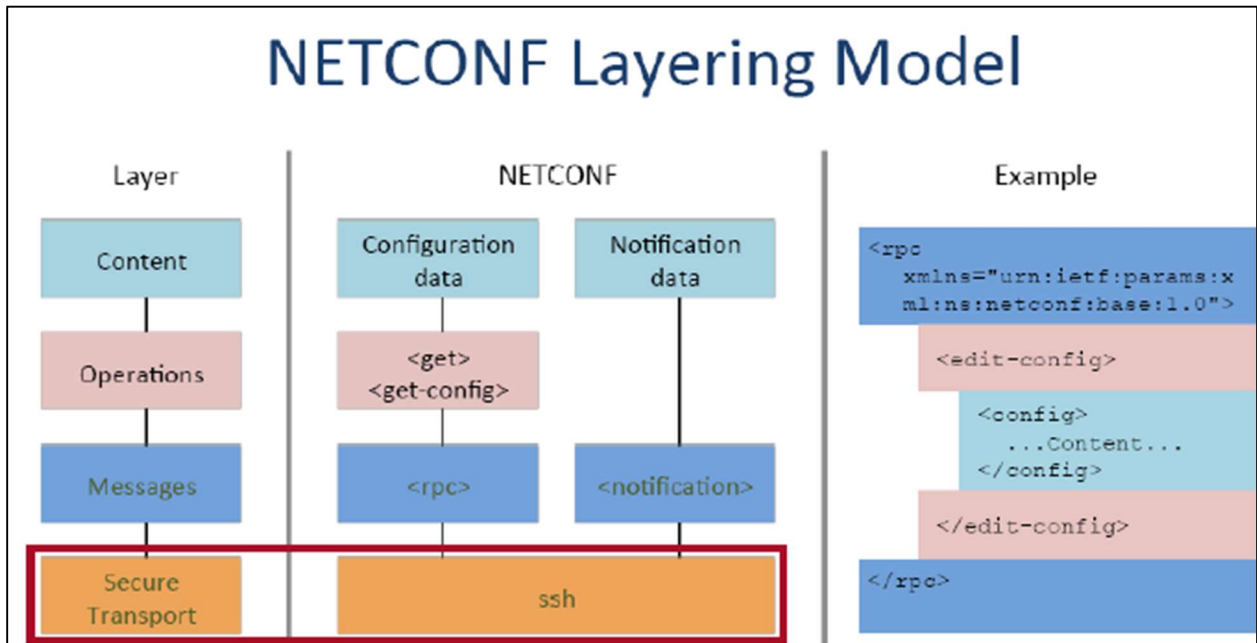 NETCONF Layering Model
Layer
NETCONF
Example
Content
Configuration
data
Notification
data
Operations
<get>
<get-config>
Messages
<rpc>
<notification>
Secure
Transport
ssh
<rpc
xmlns="urn:ietf:params:x
ml:ns:netconf:base:1.0">
<edit-config>
<config>
...Content...
</config>
</edit-config>
</rpc>